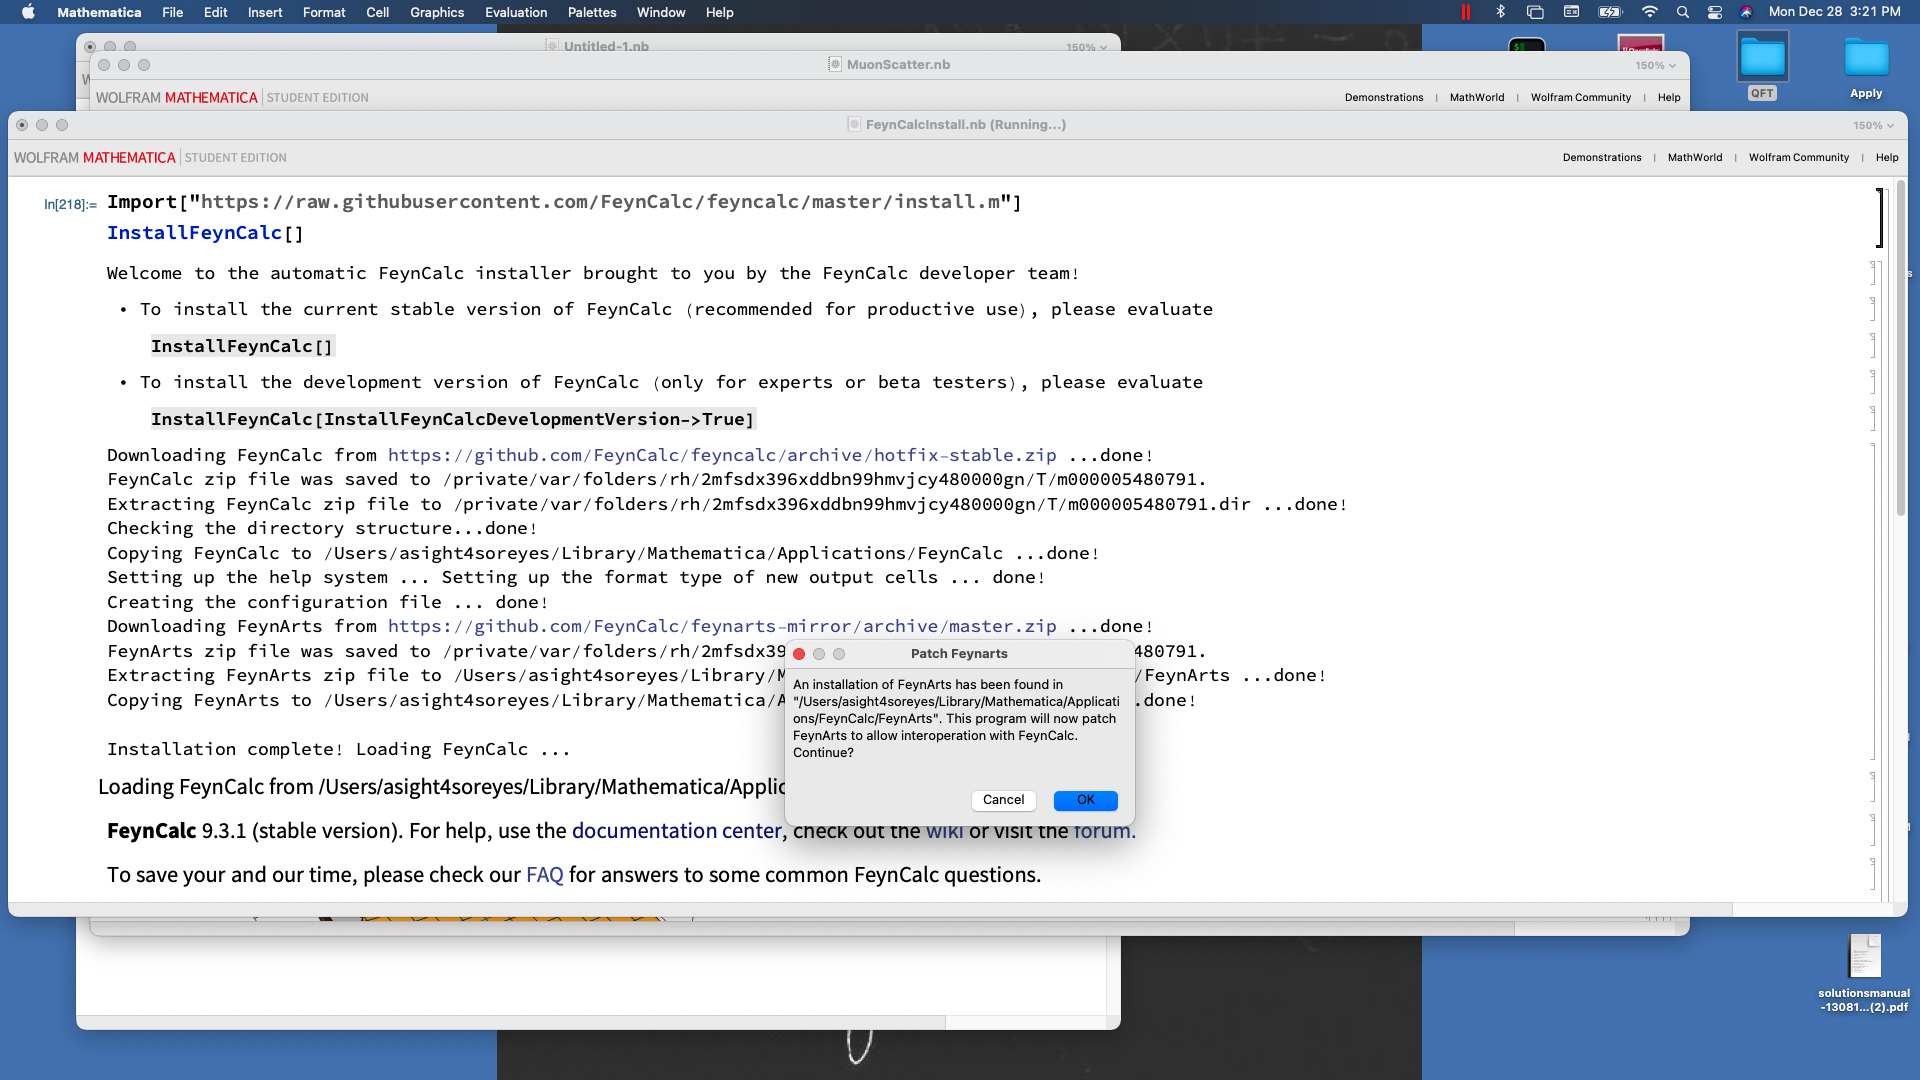 Mathematica File Edit Insert Format Cell Graphics Evaluation Palettes Window Help Mon Dec 28 3:21 PM
Untitled-1.nb 150%
MuonScatter.nb 150%
WOLFRAM MATHEMATICA STUDENT EDITION Demonstrations | MathWorld | Wolfram Community | Help
QFT
Apply
FeynCalcInstall.nb (Running...) 150%
WOLFRAM MATHEMATICA STUDENT EDITION Demonstrations | MathWorld | Wolfram Community | Help
In[218]:= Import["https://raw.githubusercontent.com/FeynCalc/feyncalc/master/install.m"]
InstallFeynCalc[]
Welcome to the automatic FeynCalc installer brought to you by the FeynCalc developer team!
• To install the current stable version of FeynCalc (recommended for productive use), please evaluate
InstallFeynCalc[]
• To install the development version of FeynCalc (only for experts or beta testers), please evaluate
InstallFeynCalc[InstallFeynCalcDevelopmentVersion->True]
Downloading FeynCalc from https://github.com/FeynCalc/feyncalc/archive/hotfix-stable.zip ...done!
FeynCalc zip file was saved to /private/var/folders/rh/2mfsdx396xddbn99hmvjcy480000gn/T/m000005480791.
Extracting FeynCalc zip file to /private/var/folders/rh/2mfsdx396xddbn99hmvjcy480000gn/T/m000005480791.dir ...done!
Checking the directory structure...done!
Copying FeynCalc to /Users/asight4soreyes/Library/Mathematica/Applications/FeynCalc ...done!
Setting up the help system ... Setting up the format type of new output cells ... done!
Creating the configuration file ... done!
Downloading FeynArts from https://github.com/FeynCalc/feynarts-mirror/archive/master.zip ...done!
FeynArts zip file was saved to /private/var/folders/rh/2mfsdx39 480791.
Extracting FeynArts zip file to /Users/asight4soreyes/Library/M /FeynArts ...done!
Copying FeynArts to /Users/asight4soreyes/Library/Mathematica/A .done!
Installation complete! Loading FeynCalc ...
Loading FeynCalc from /Users/asight4soreyes/Library/Mathematica/Applic
FeynCalc 9.3.1 (stable version). For help, use the documentation center, check out the wiki or visit the forum.
To save your and our time, please check our FAQ for answers to some common FeynCalc questions.
Patch Feynarts
An installation of FeynArts has been found in
"/Users/asight4soreyes/Library/Mathematica/Applicati
ons/FeynCalc/FeynArts". This program will now patch
FeynArts to allow interoperation with FeynCalc.
Continue?
Cancel OK
solutionsmanual
-13081...(2).pdf